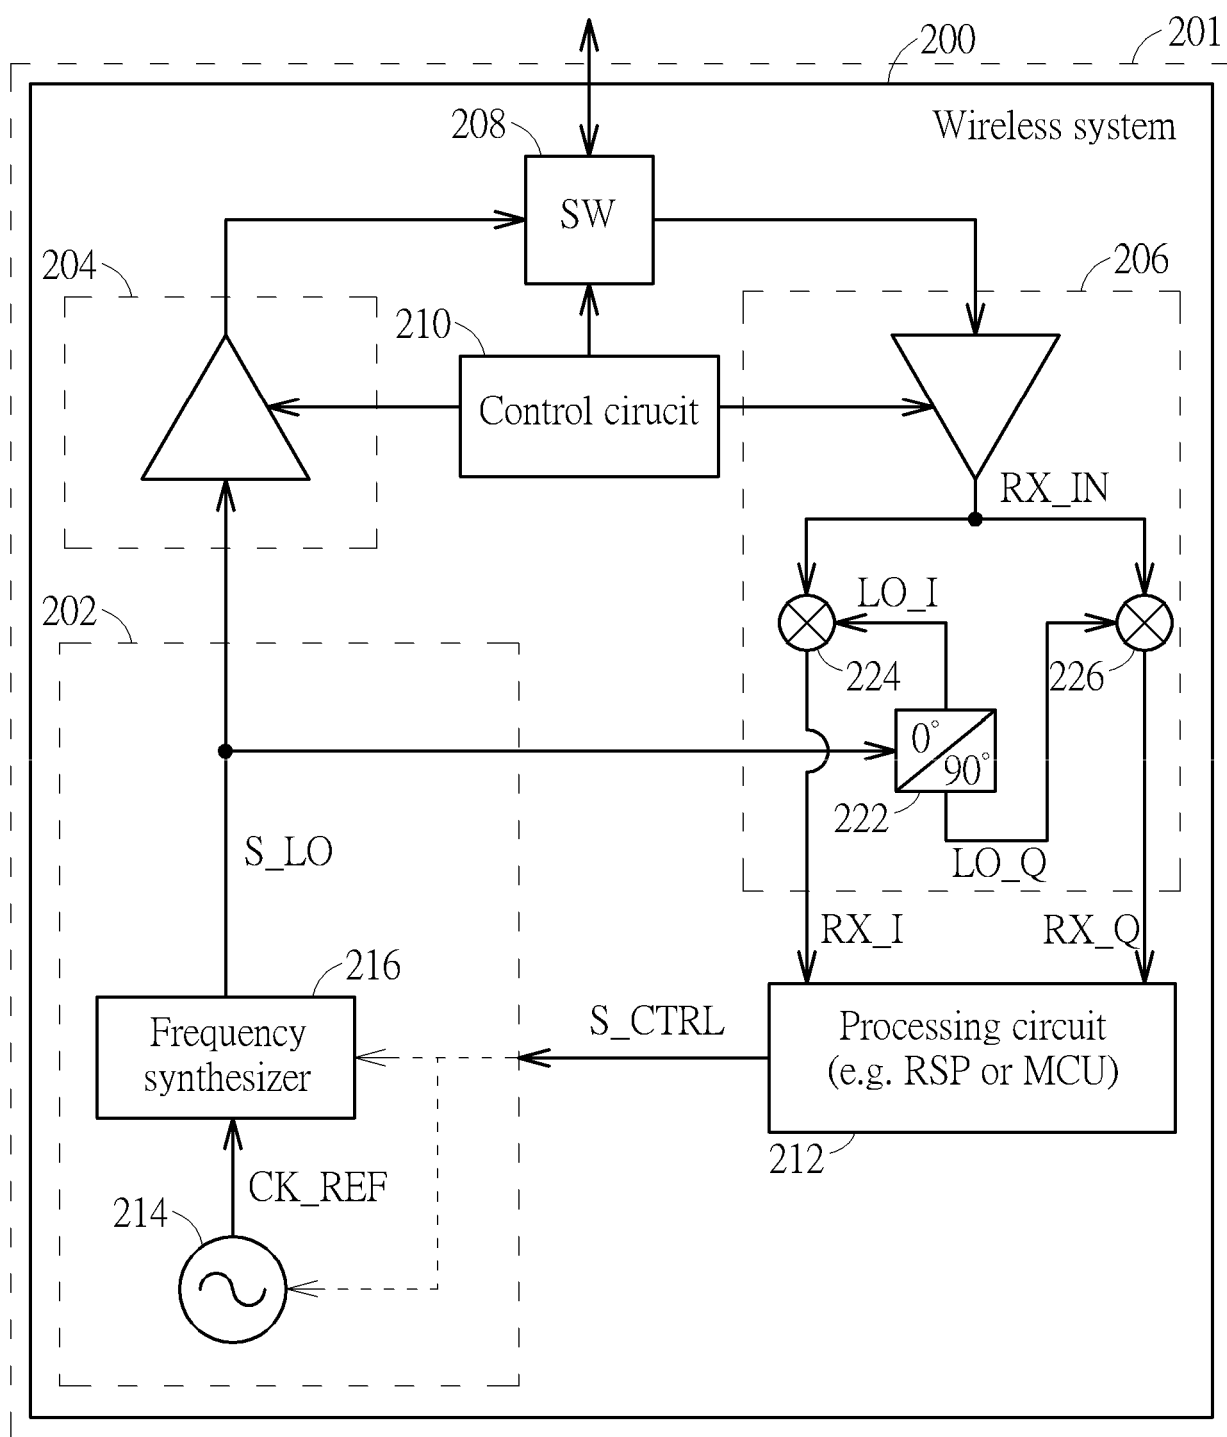 201
200
Wireless system
208
SW
204
206
210
Control cirucit
RX_IN
LO_I
202
224
226
0°
90°
222
S_LO
LO_Q
RX_I
RX_Q
216
Frequency
synthesizer
S_CTRL
Processing circuit
(e.g. RSP or MCU)
212
CK_REF
214